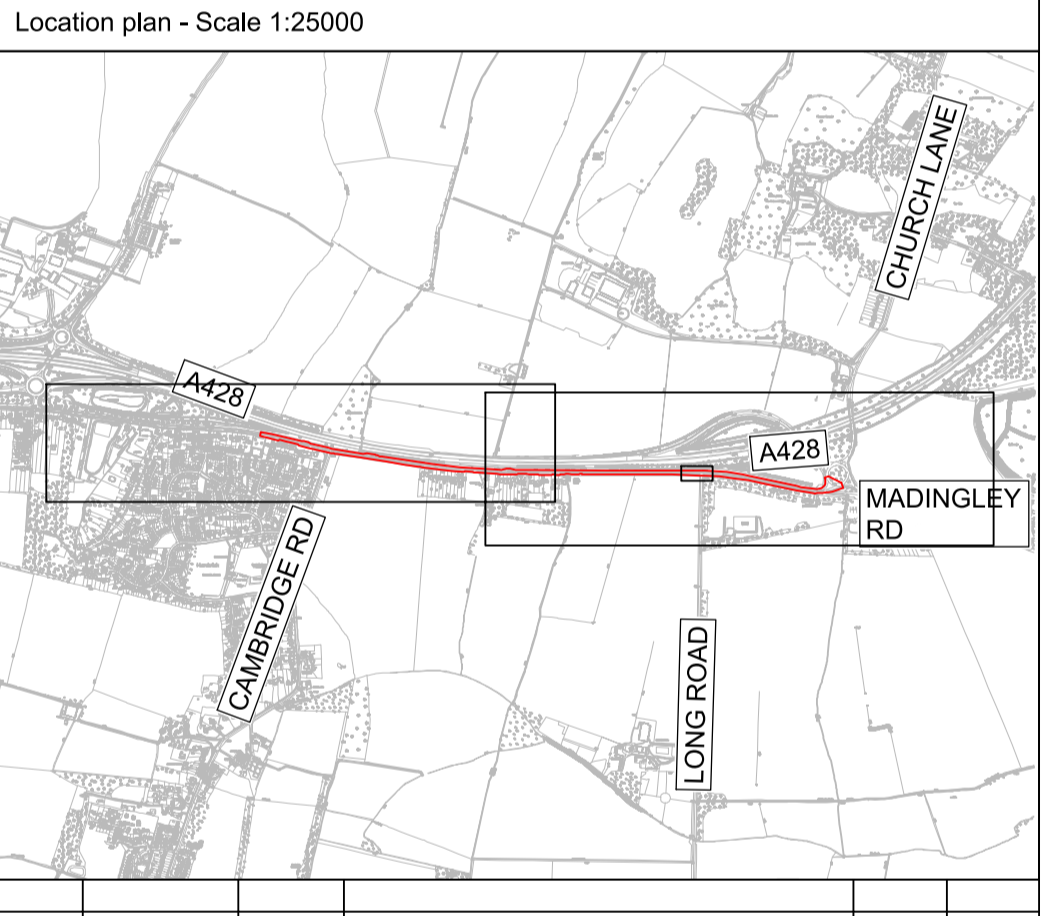 Location plan - Scale 1:25000
CHURCH LANE
A428
A428
MADINGLEY
RD
CAMBRIDGE RD
LONG ROAD